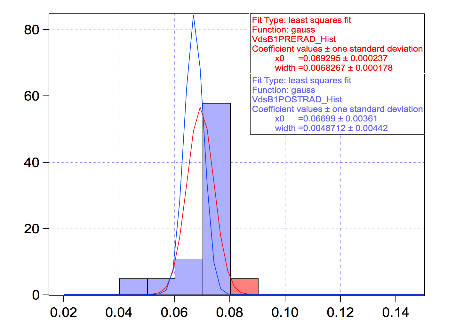 Fit Type: least squares fit
Function: gauss
VdsB1PRERAD_Hist
Coefficient values ± one standard deviation
x0 =0.069295 ± 0.000237
width =0.0068267 ± 0.000178
Fit Type: least squares fit
Function: gauss
VdsB1POSTRAD_Hist
Coefficient values ± one standard deviation
x0 =0.06699 ± 0.00361
width =0.0048712 ± 0.00442
80
60
40
20
0
0.02 0.04 0.06 0.08 0.10 0.12 0.14